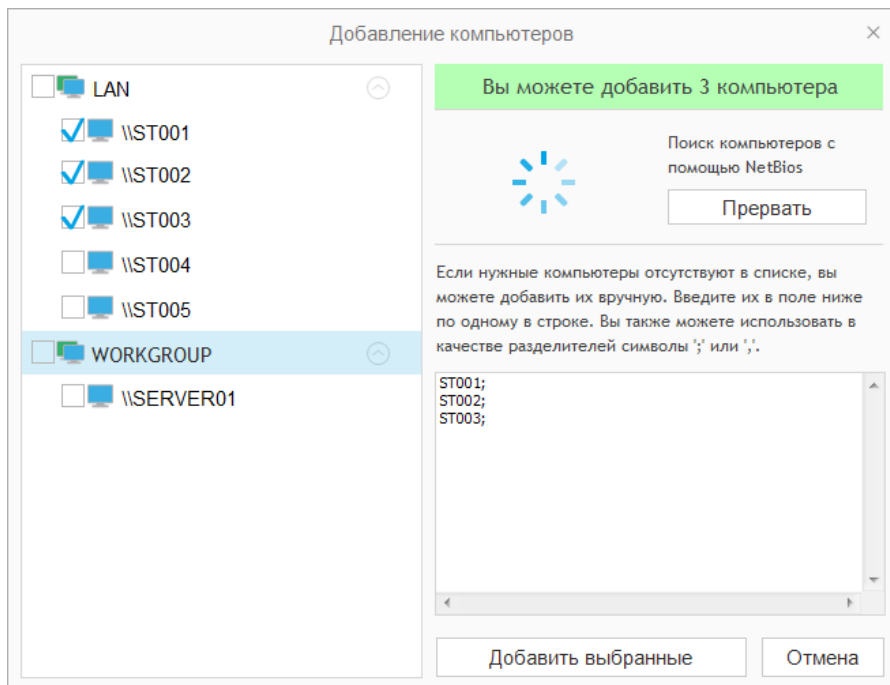 Добавление компьютеров
LAN
\\ST001
\\ST002
\\ST003
\\ST004
\\ST005
WORKGROUP
\\SERVER01
Вы можете добавить 3 компьютера
Поиск компьютеров с
помощью NetBios
Прервать
Если нужные компьютеры отсутствуют в списке, вы
можете добавить их вручную. Введите их в поле ниже
по одному в строке. Вы также можете использовать в
качестве разделителей символы ';' или ','.
ST001;
ST002;
ST003;
Добавить выбранные
Отмена